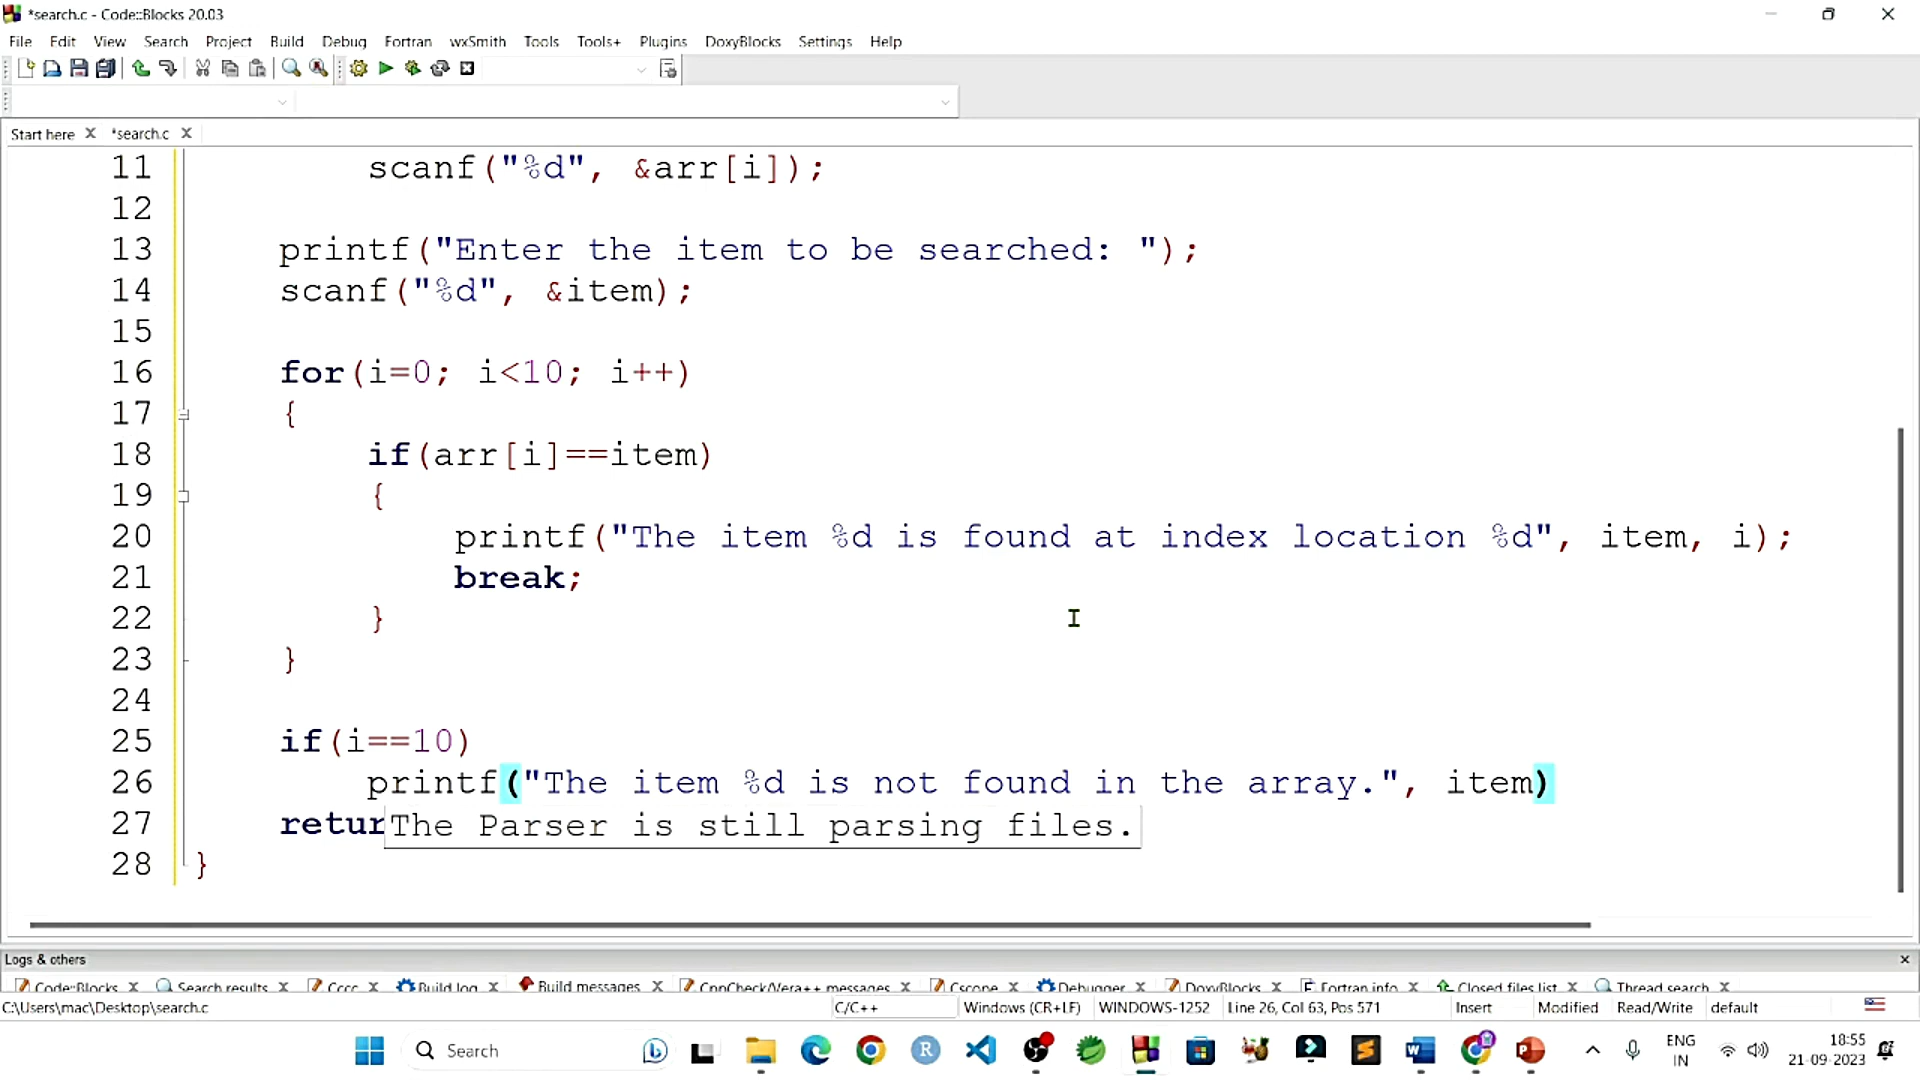 *search.c - Code::Blocks 20.03
File Edit View Search Project Build Debug Fortran wxSmith Tools Tools+ Plugins DoxyBlocks Settings Help
Start here X *search.c X
11 scanf("%d", &arr[i]);
12
13 printf("Enter the item to be searched: ");
14 scanf("%d", &item);
15
16 for(i=0; i<10; i++)
17 {
18 if(arr[i]==item)
19 {
20 printf("The item %d is found at index location %d", item, i);
21 break;
22 }
23 }
24
25 if(i==10)
26 printf("The item %d is not found in the array.", item)
27 retur
The Parser is still parsing files.
28 }
Logs & others
Code::Blocks X Search results X Cccc X Build log X Build messages X CppCheck/Vera++ messages X Cscope X Debugger X DoxyBlocks X Fortran info X Closed files list X Thread search X
C:\Users\mac\Desktop\search.c C/C++ Windows (CR+LF) WINDOWS-1252 Line 26, Col 63, Pos 571 Insert Modified Read/Write default
Search
ENG
IN
18:55
21-09-2023